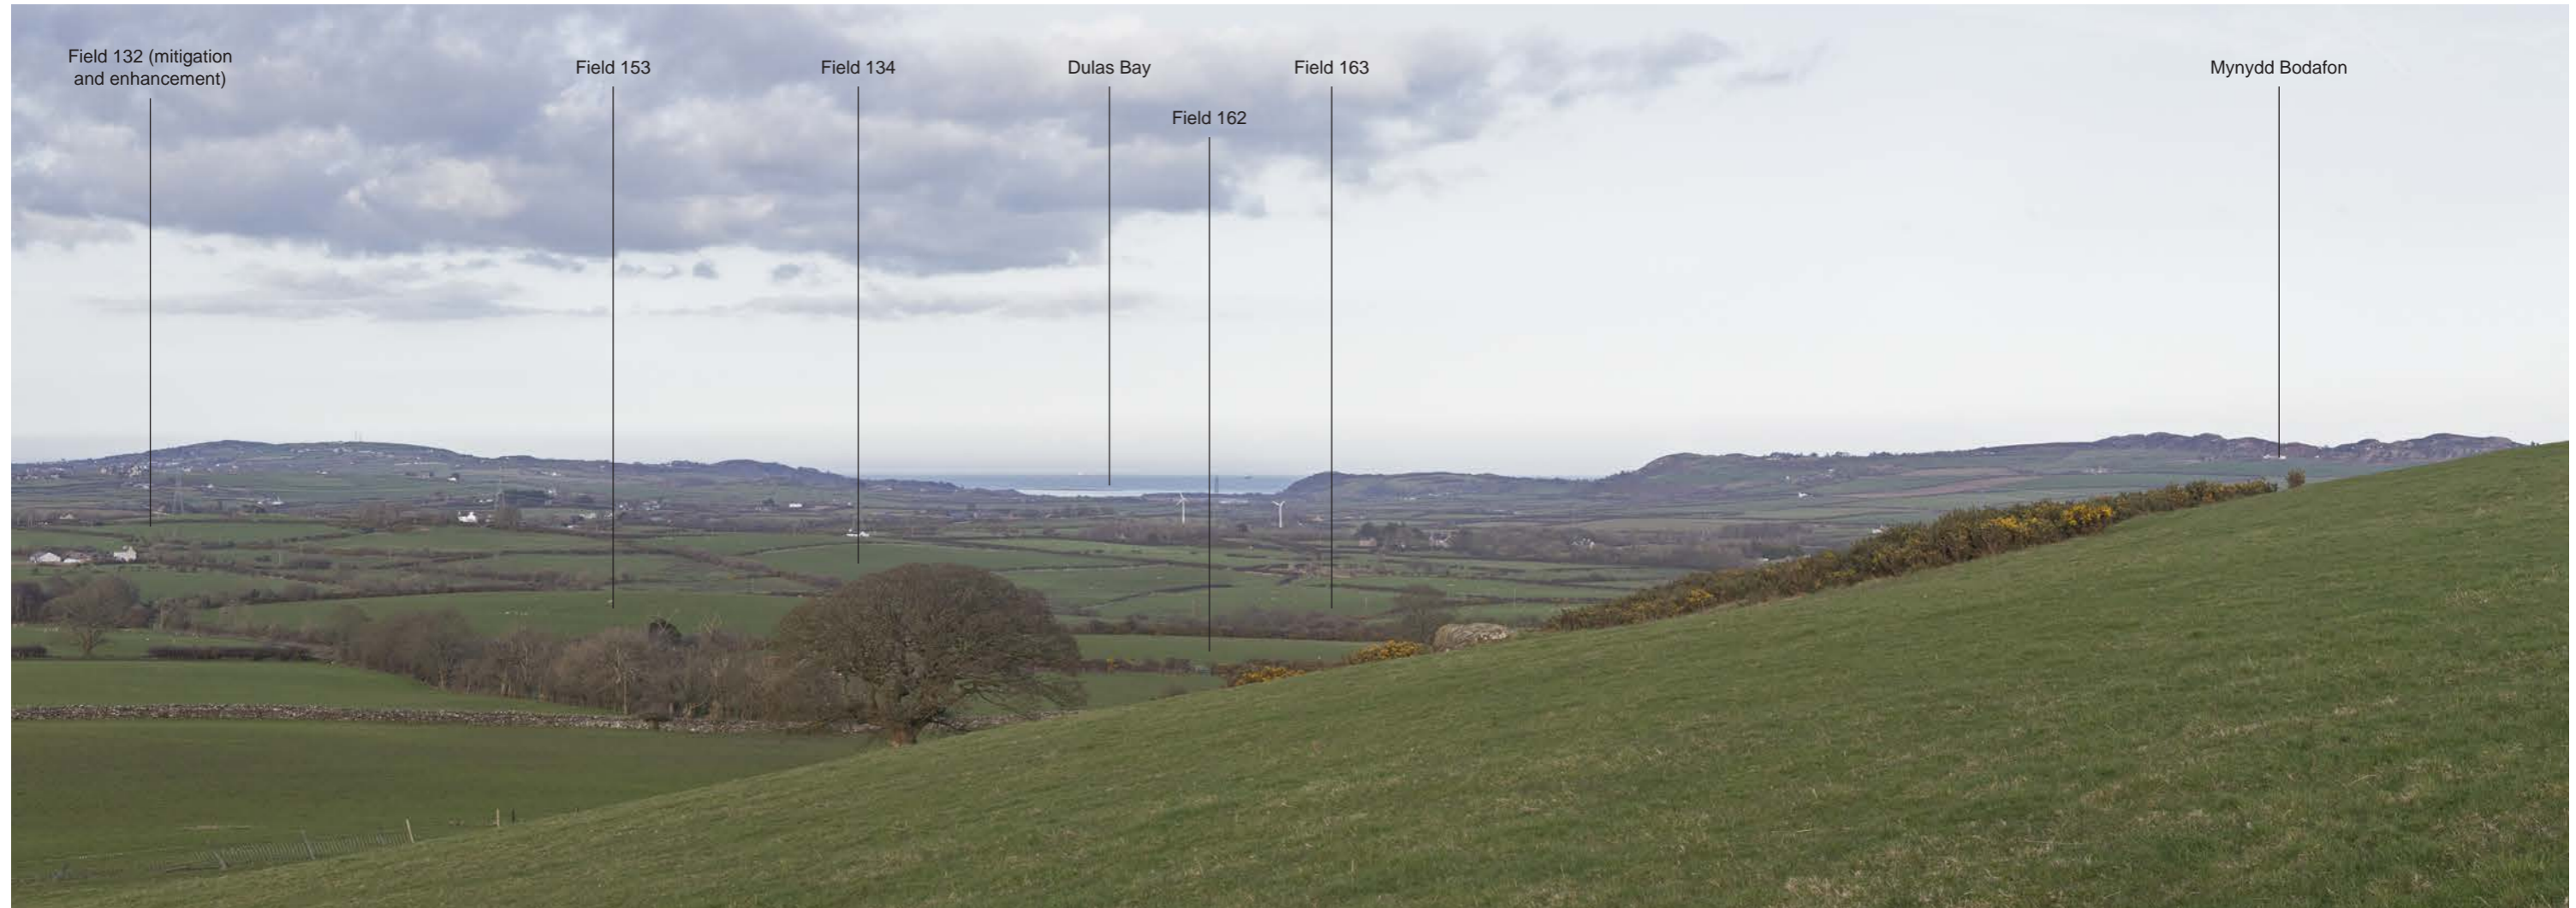 Field 132 (mitigation
and enhancement)
Field 153
Field 134
Dulas Bay
Field 162
Field 163
Mynydd Bodafon